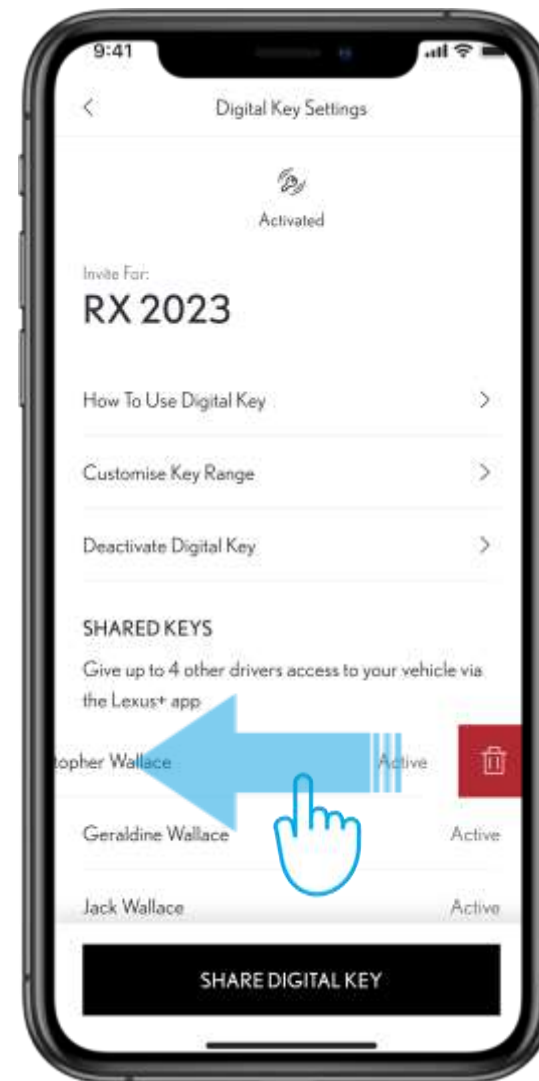 9:41
Digital Key Settings
Activated
Invite For:
RX 2023
How To Use Digital Key
Customise Key Range
Deactivate Digital Key
SHARED KEYS
Give up to 4 other drivers access to your vehicle via
the Lexus+ app
topher Wallace Active
Geraldine Wallace Active
Jack Wallace Active
SHARE DIGITAL KEY